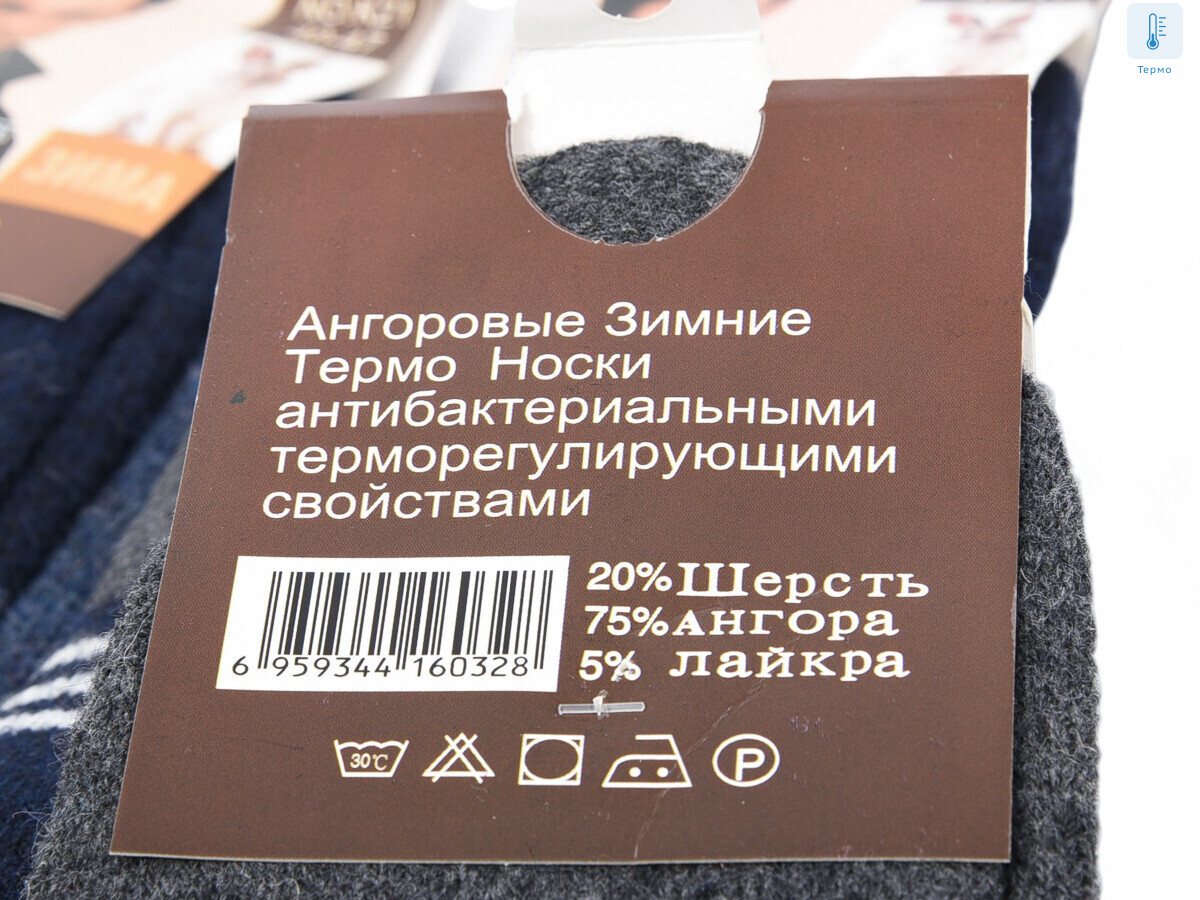 Термо
ЗИМА
Ангоровые Зимние
Термо Носки
антибактериальными
терморегулирующими
свойствами
20% Шерсть
75% Ангора
5% лайкра
6 959344 160328
30℃
P